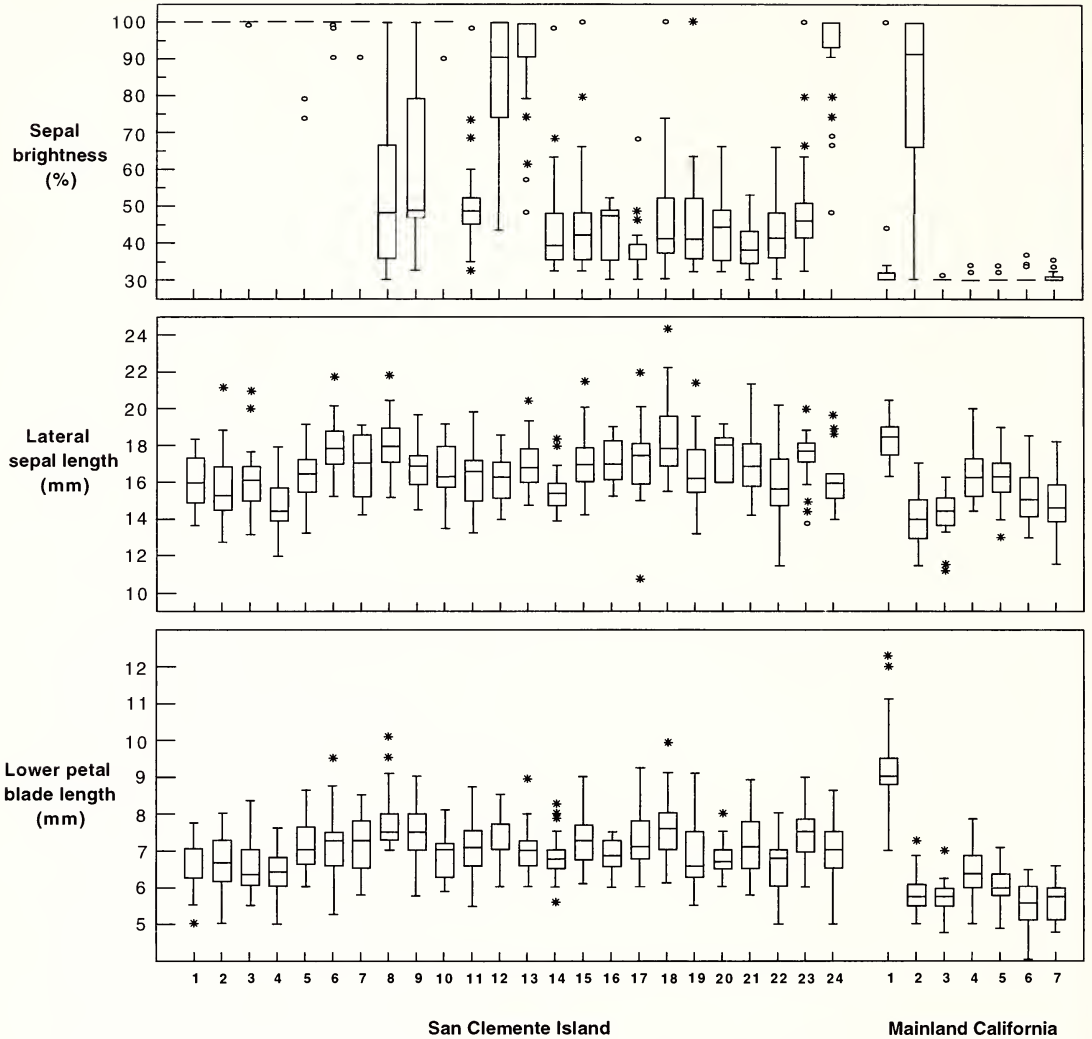 100
90
80
70
60
50
40
30
Sepal
brightness
(%)
24
22
20
18
16
14
12
10
Lateral
sepal length
(mm)
12
11
10
9
8
7
6
5
Lower petal
blade length
(mm)
1 2 3 4 5 6 7 8 9 10 11 12 13 14 15 16 17 18 19 20 21 22 23 24 1 2 3 4 5 6 7
San Clemente Island Mainland California